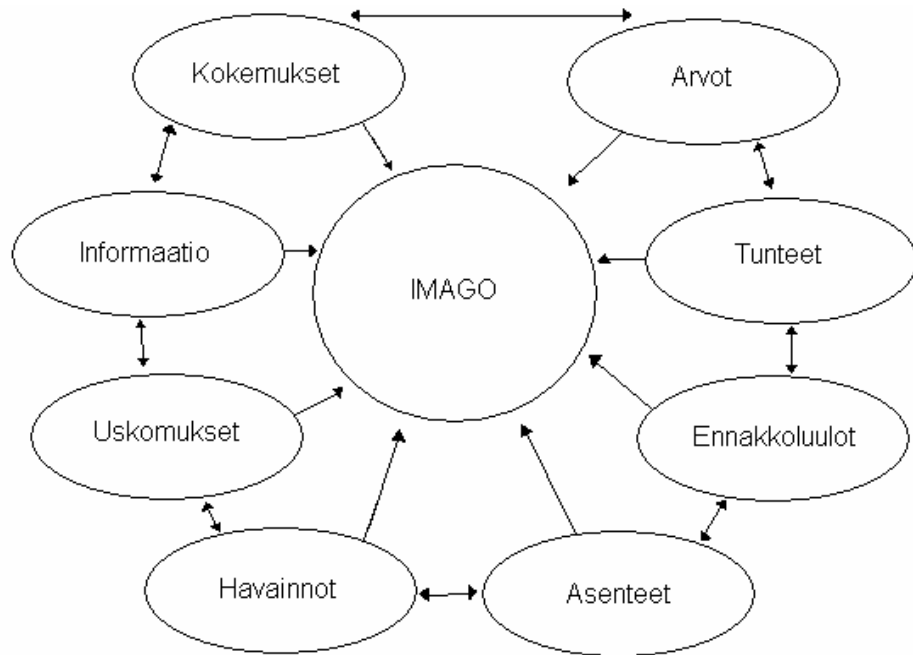 Kokemukset
Arvot
Informaatio
Tunteet
IMAGO
Uskomukset
Ennakkoluulot
Havainnot
Asenteet